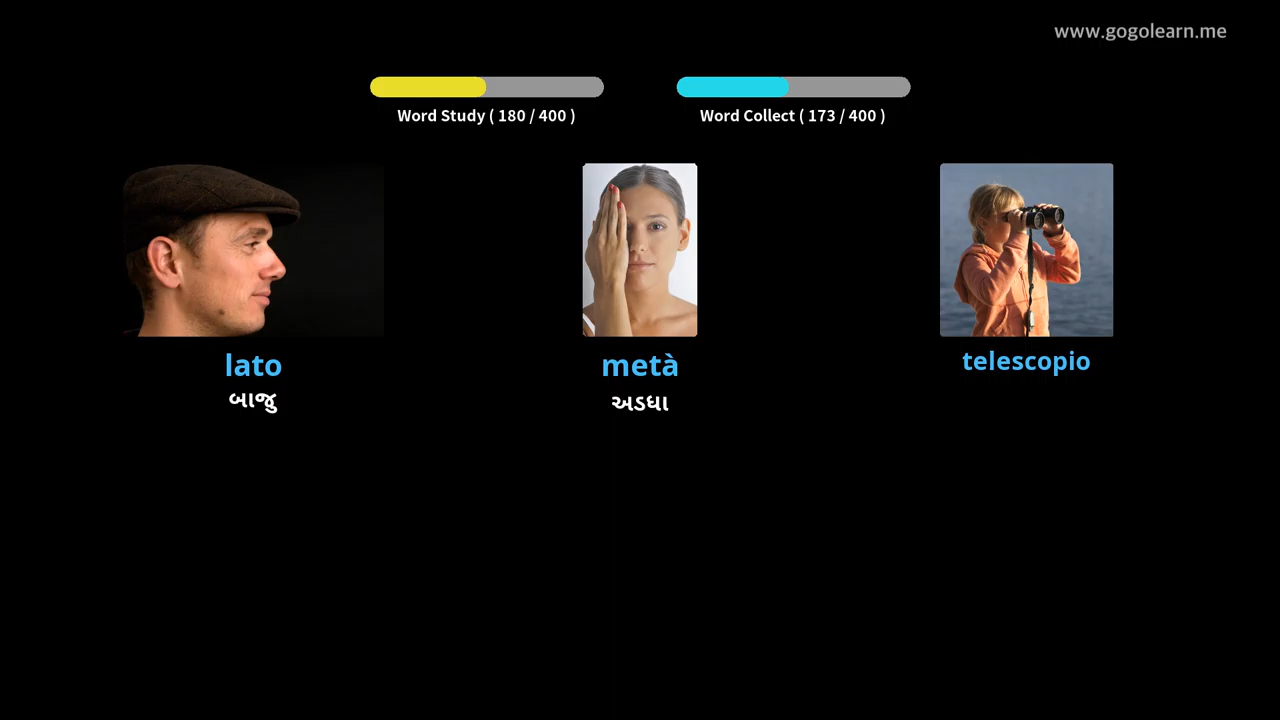 www.gogolearn.me
Word Study ( 180 / 400 )
Word Collect ( 173 / 400 )
lato
metà
telescopio
બાજુ
અડધા